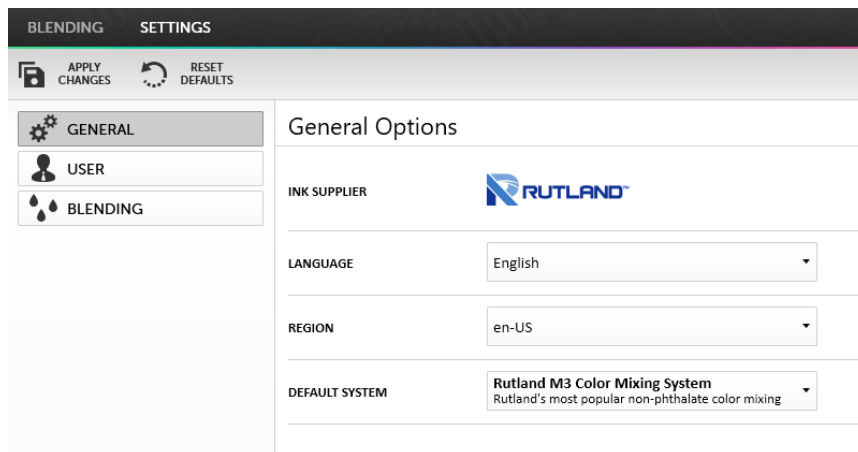 BLENDING SETTINGS
APPLY CHANGES
RESET DEFAULTS
GENERAL
USER
BLENDING
General Options
INK SUPPLIER
RUTLAND™
LANGUAGE
English
REGION
en-US
DEFAULT SYSTEM
Rutland M3 Color Mixing System
Rutland's most popular non-phthalate color mixing